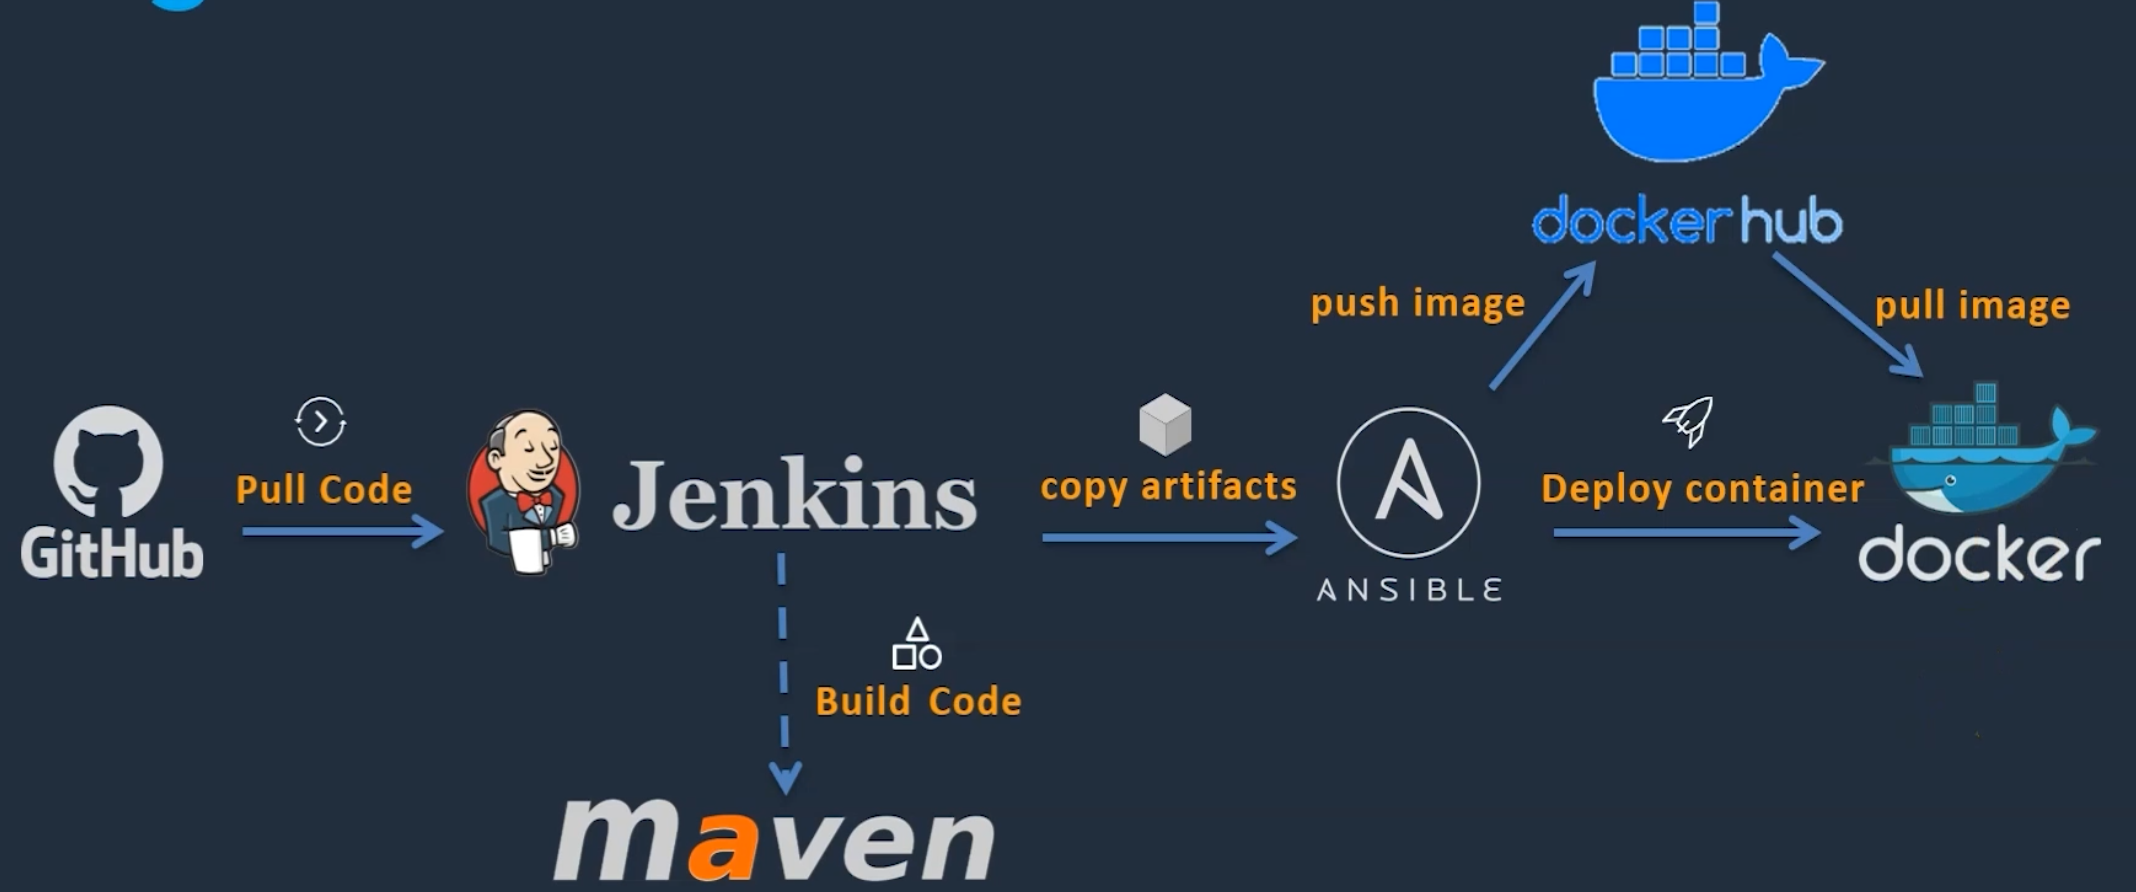 docker hub
push image
pull image
Pull Code
copy artifacts
Deploy container
GitHub
Jenkins
ANSIBLE
docker
Build Code
maven